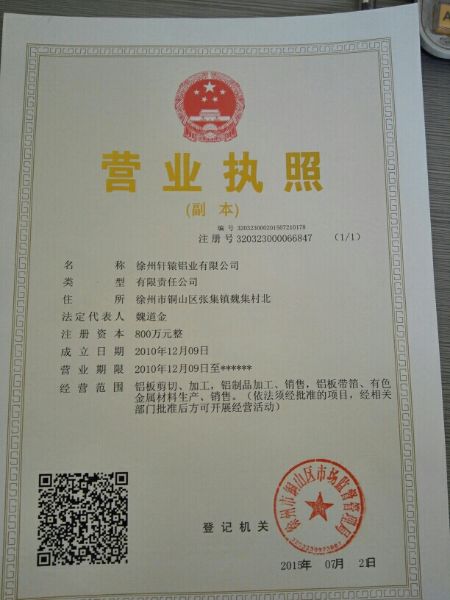 营业执照
(副 本)
编 号 320323000201507210178
注册号 320323000066847 (1/1)
名 称 徐州轩辕铝业有限公司
类 型 有限责任公司
住 所 徐州市铜山区张集镇魏集村北
法定代表人 魏道金
注册资本 800万元整
成立日期 2010年12月09日
营业期限 2010年12月09日至******
经营范围 铝板剪切、加工，铝制品加工、销售，铝板带箔、有色
金属材料生产、销售。（依法须经批准的项目，经相关
部门批准后方可开展经营活动）
徐州市铜山区市场监督管理局
登记机关
2015年 07月 21日